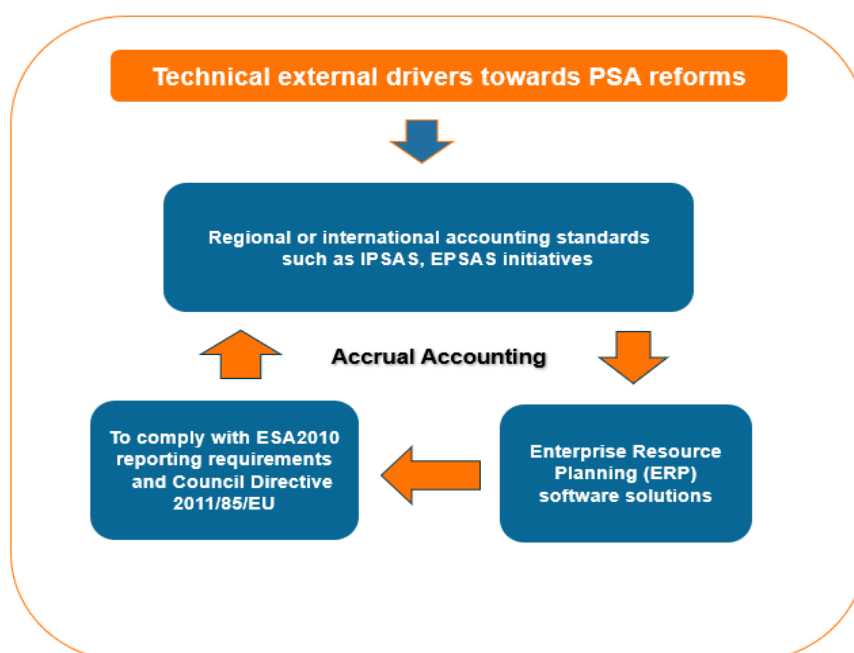 Technical external drivers towards PSA reforms
Regional or international accounting standards
such as IPSAS, EPSAS initiatives
Accrual Accounting
To comply with ESA2010
reporting requirements
and Council Directive
2011/85/EU
Enterprise Resource
Planning (ERP)
software solutions